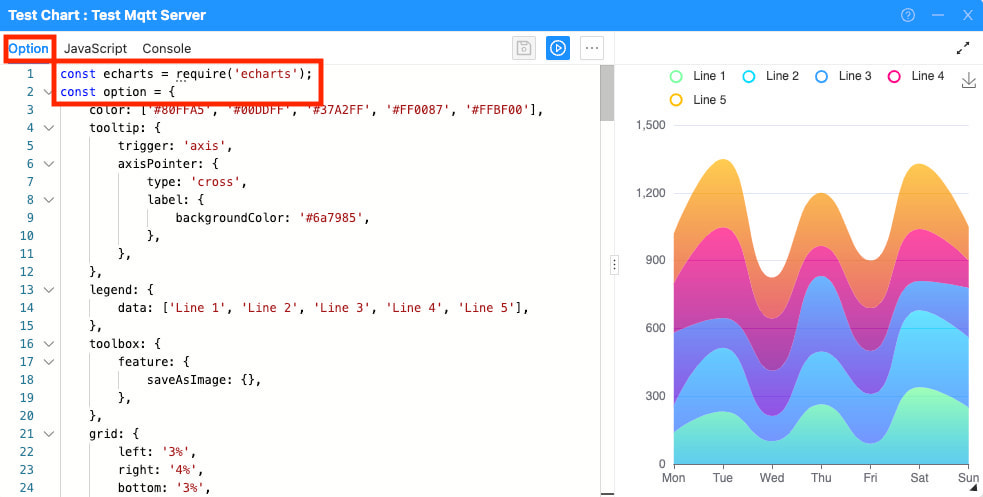 Test Chart : Test Mqtt Server
Option JavaScript Console
1 const echarts = require('echarts');
2 const option = {
3 color: ['#80FFA5', '#00DDFF', '#37A2FF', '#FF0087', '#FFBF00'],
4 tooltip: {
5 trigger: 'axis',
6 axisPointer: {
7 type: 'cross',
8 label: {
9 backgroundColor: '#6a7985',
10 },
11 },
12 },
13 legend: {
14 data: ['Line 1', 'Line 2', 'Line 3', 'Line 4', 'Line 5'],
15 },
16 toolbox: {
17 feature: {
18 saveAsImage: {},
19 },
20 },
21 grid: {
22 left: '3%',
23 right: '4%',
24 bottom: '3%',
Line 1 Line 2 Line 3 Line 4
Line 5
1,500
1,200
900
600
300
0
Mon Tue Wed Thu Fri Sat Sun